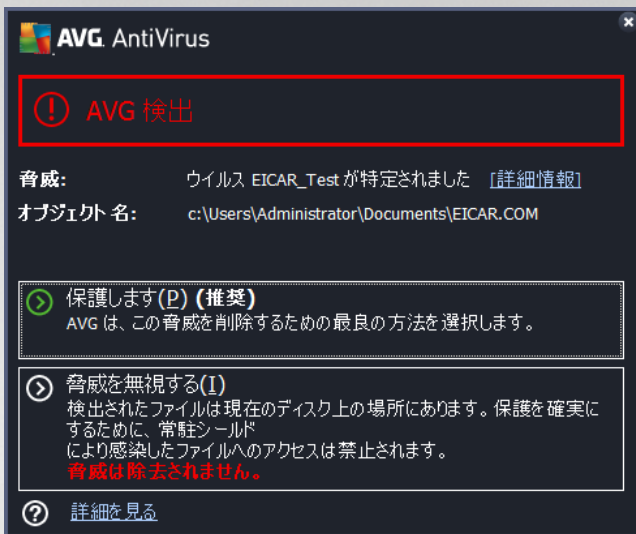 AVG. AntiVirus
AVG 検出
脅威: ウイルス EICAR_Test が特定されました [詳細情報]
オブジェクト名: c:\Users\Administrator\Documents\EICAR.COM
保護します(P) (推奨)
AVG は、この脅威を削除するための最良の方法を選択します。
脅威を無視する(I)
検出されたファイルは現在のディスク上の場所にあります。保護を確実に
するために、常駐シールド
により感染したファイルへのアクセスは禁止されます。
脅威は除去されません。
詳細を見る